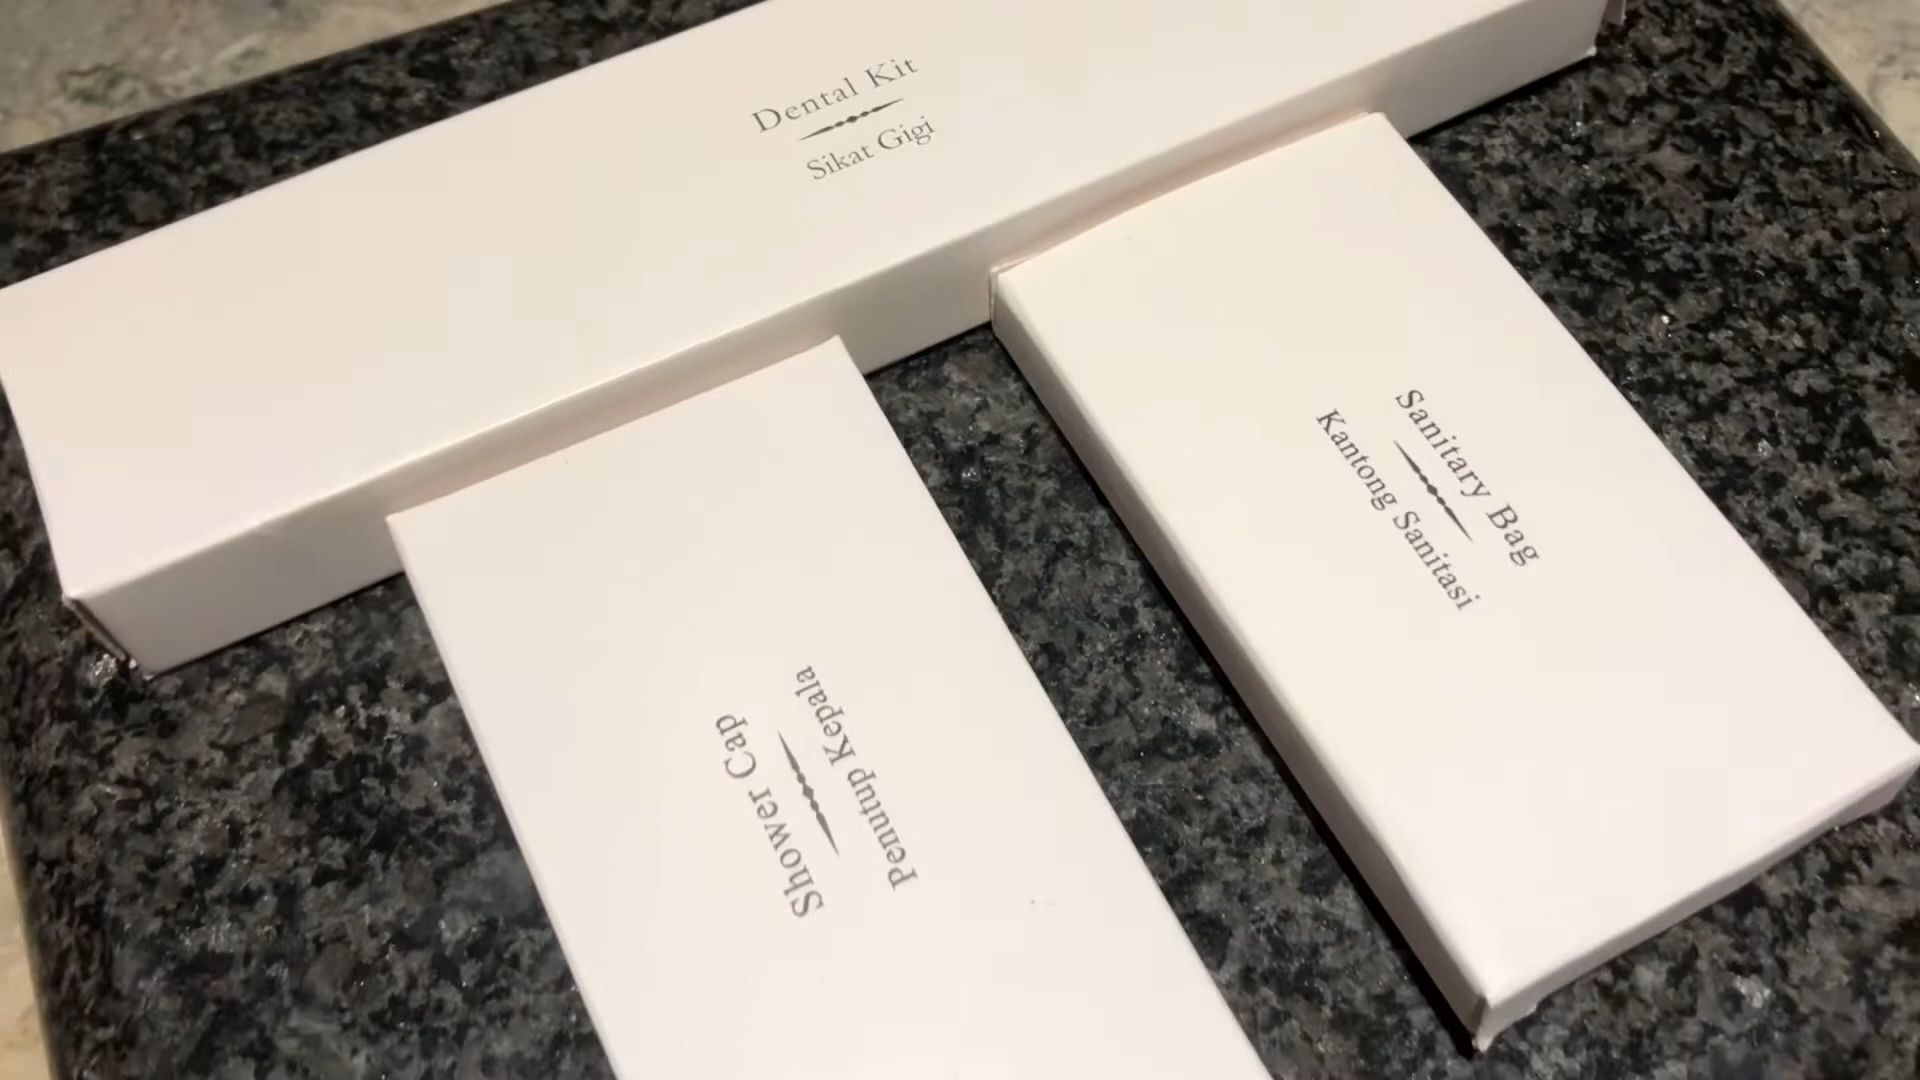 Dental Kit
Sikat Gigi
Sanitary Bag
Kantong Sanitasi
Shower Cap
Penutup Kepala